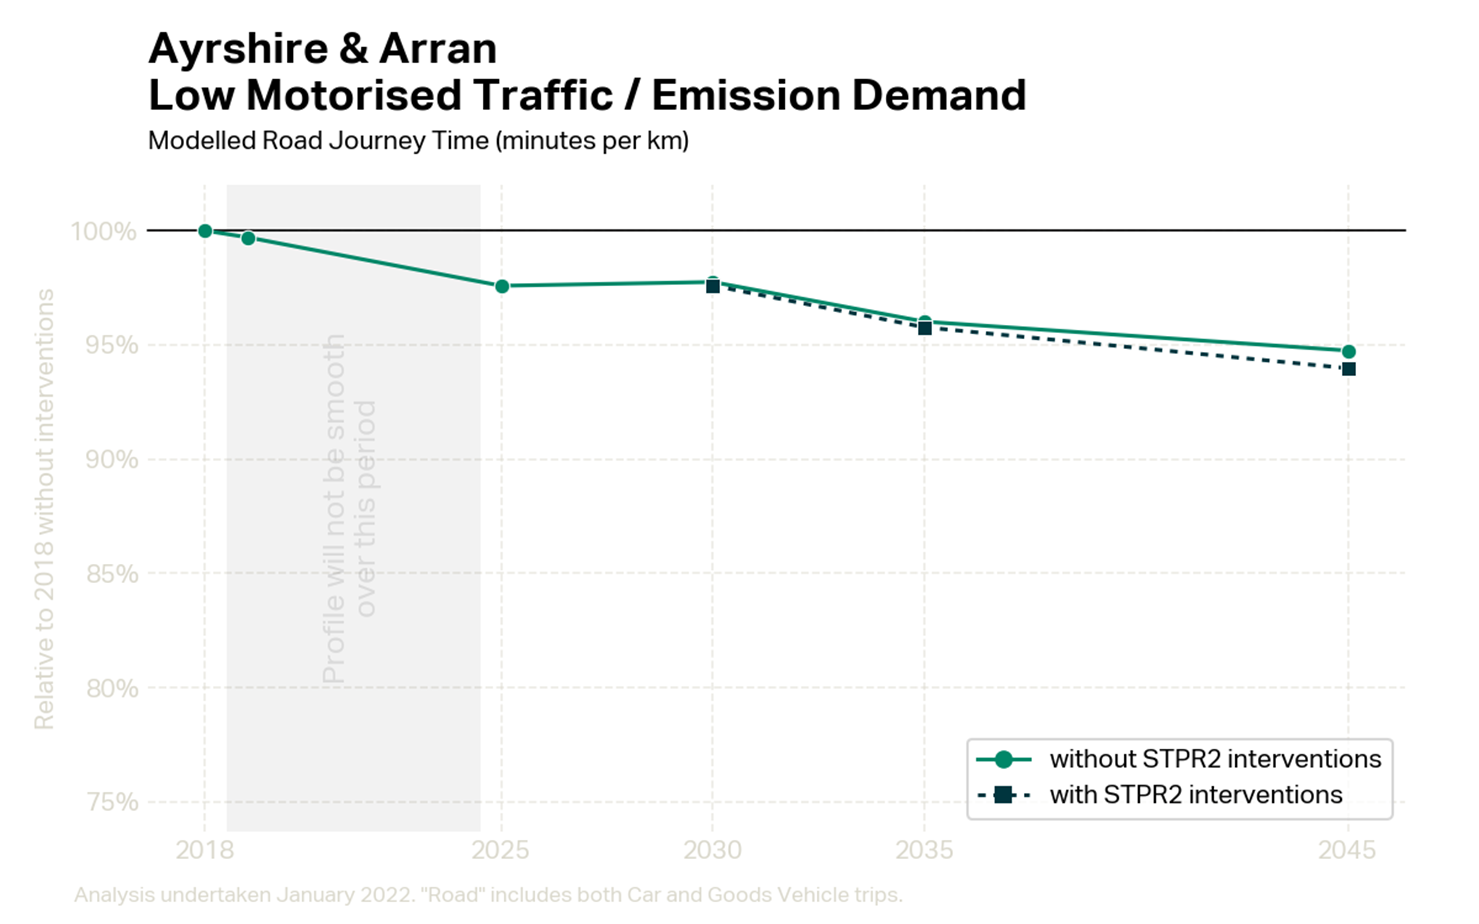 Ayrshire & Arran
Low Motorised Traffic / Emission Demand
Modelled Road Journey Time (minutes per km)
Relative to 2018 without interventions
100%
95%
90%
85%
80%
75%
Profile will not be smooth
over this period
without STPR2 interventions
with STPR2 interventions
2018 2025 2030 2035 2045
Analysis undertaken January 2022. "Road" includes both Car and Goods Vehicle trips.